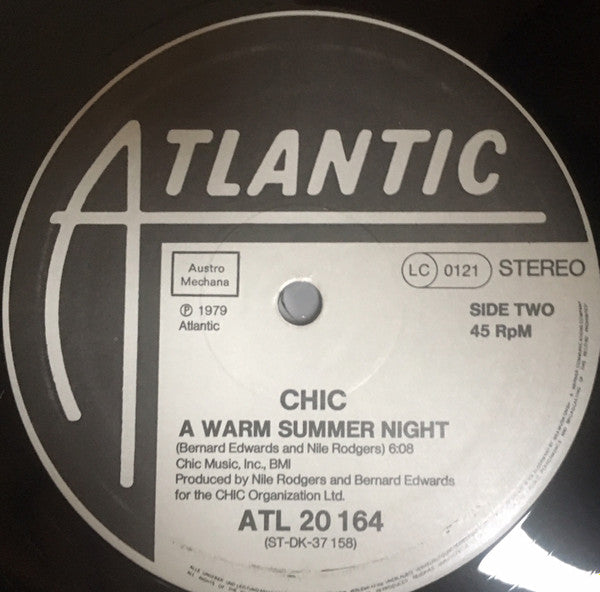 ATLANTIC
Austro
Mechana
LC 0121 STEREO
℗ 1979
Atlantic
SIDE TWO
45 RpM
CHIC
A WARM SUMMER NIGHT
(Bernard Edwards and Nile Rodgers) 6:08
Chic Music, Inc., BMI
Produced by Nile Rodgers and Bernard Edwards
for the CHIC Organization Ltd.
ATL 20 164
(ST-DK-37 158)